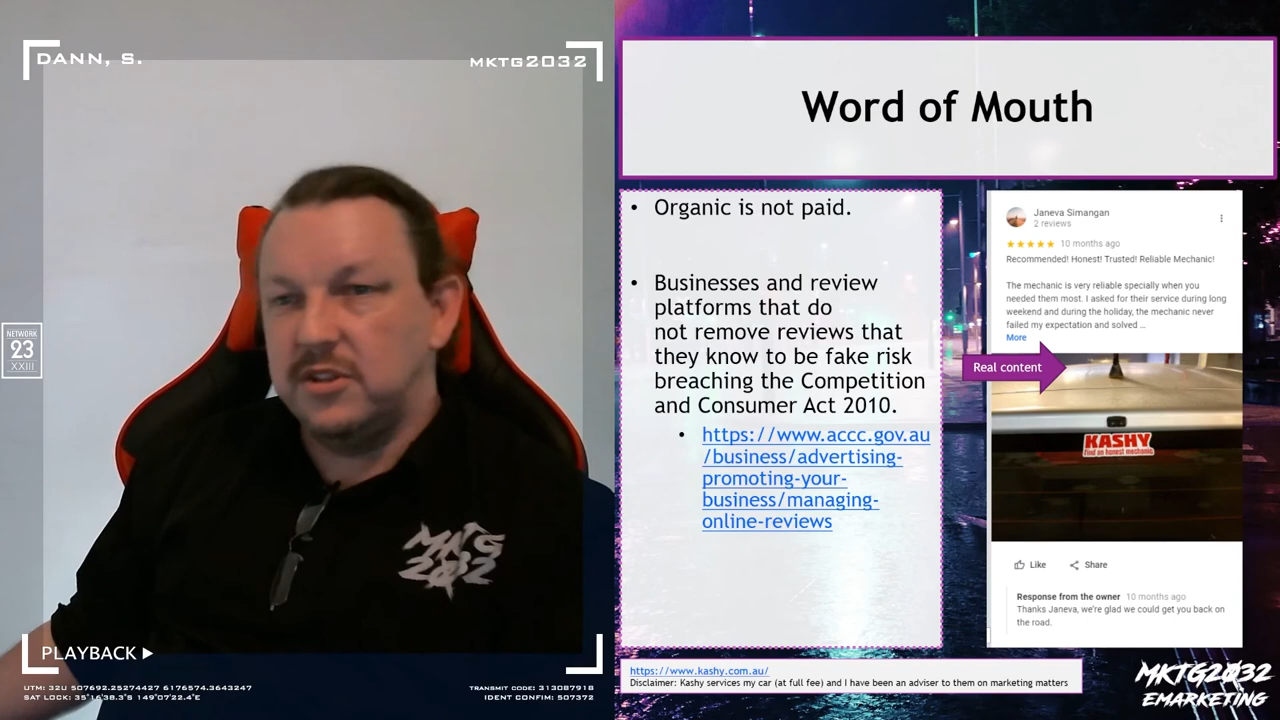 DANN, S.
MKTG2032
NETWORK
23
XXIII
MNG
PLAYBACK
UTM: 32U 507692.25274427 6176574.3643247
SAT LOCK: 35°16'38.3"S 149°07'22.4"E
TRANSMIT CODE: 31308791B
IDENT CONFIM: 507372
Word of Mouth
• Organic is not paid.
• Businesses and review
platforms that do
not remove reviews that
they know to be fake risk
breaching the Competition
and Consumer Act 2010.
• https://www.accc.gov.au
/business/advertising-
promoting-your-
business/managing-
online-reviews
Janeva Simangan
2 reviews
10 months ago
Recommended! Honest! Trusted! Reliable Mechanic!
The mechanic is very reliable specially when you
needed them most. I asked for their service during long
weekend and during the holiday, the mechanic never
failed my expectation and solved ...
More
Real content
KASHY
find an honest mechanic
Like
Share
Response from the owner 10 months ago
Thanks Janeva, we're glad we could get you back on
the road.
https://www.kashy.com.au/
Disclaimer: Kashy services my car (at full fee) and I have been an adviser to them on marketing matters
MKTG2032
EMARKETING